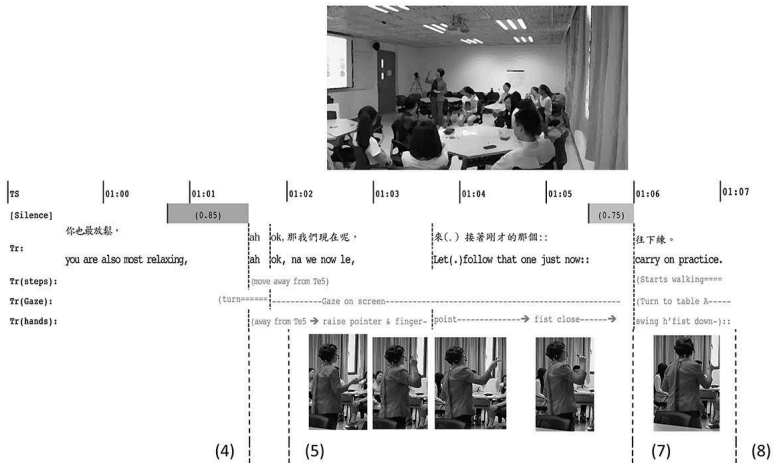 TS 01:00 01:01 01:02 01:03 01:04 01:05 01:06 01:07
[Silence] (0.85) (0.75)
你也最放鬆，
ah ok,那我們現在呢， 來(.) 接著剛才的那個:: 往下練。
Tr:
you are also most relaxing, ah ok, na we now le, Let(.)follow that one just now:: carry on practice.
Tr(steps): (move away from Te5) (Starts walking====
Tr(Gaze): (turn====== -----------Gaze on screen----------------------------------------------- (Turn to table A-----
Tr(hands): (away from Te5 → raise pointer & finger- point---------------→ fist close------→ swing h'fist down-)::
(4) (5) (7) (8)